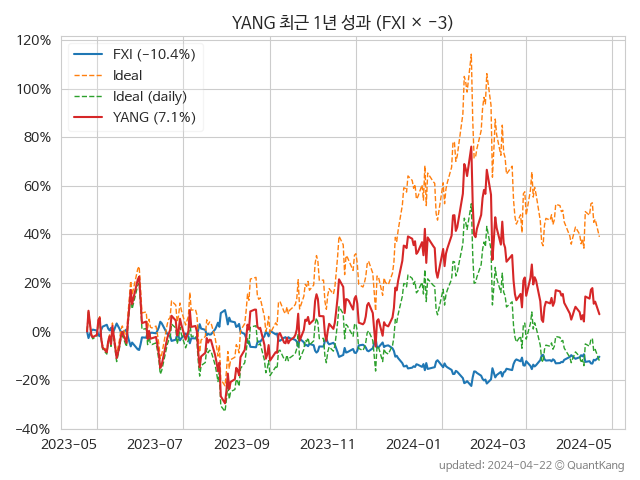 YANG 최근 1년 성과 (FXI × −3)
120%
100%
80%
60%
40%
20%
0%
−20%
−40%
FXI (−10.4%)
Ideal
Ideal (daily)
YANG (7.1%)
2023-05
2023-07
2023-09
2023-11
2024-01
2024-03
2024-05
updated: 2024-04-22 © QuantKang